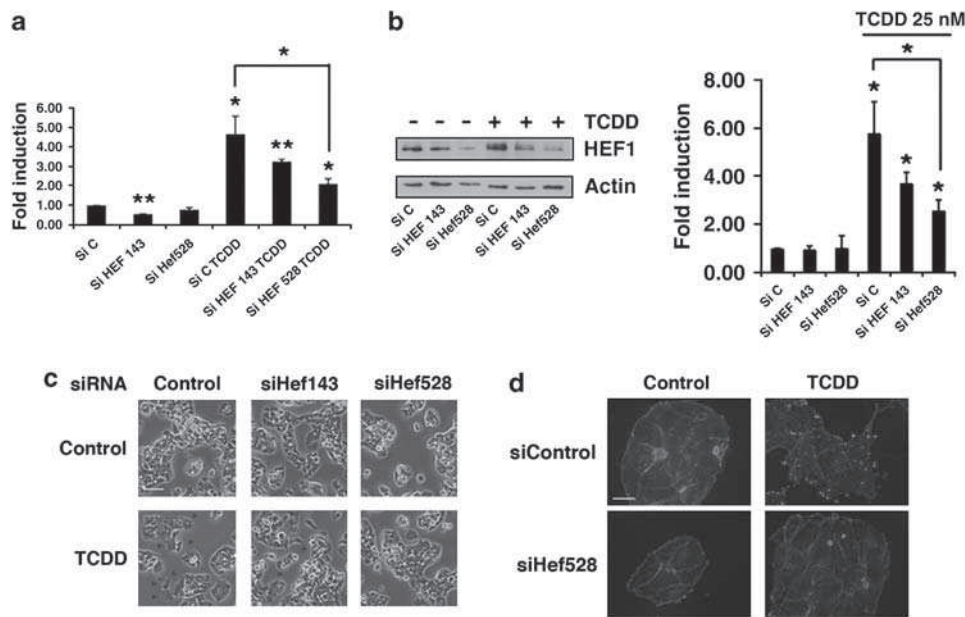 a
Fold induction
6.00
5.00
4.00
3.00
2.00
1.00
0.00
**
*
**
*
*
Si C
Si HEF 143
Si Hef528
Si C TCDD
Si HEF 143 TCDD
Si HEF 528 TCDD
b
- - - + + + TCDD
HEF1
Actin
Si C
Si HEF 143
Si Hef528
Si C
Si HEF 143
Si Hef528
TCDD 25 nM
*
*
*
*
Fold induction
8.00
6.00
4.00
2.00
0.00
Si C
Si HEF 143
Si Hef528
Si C
Si HEF 143
Si Hef528
c
siRNA Control siHef143 siHef528
Control
TCDD
d
Control TCDD
siControl
siHef528